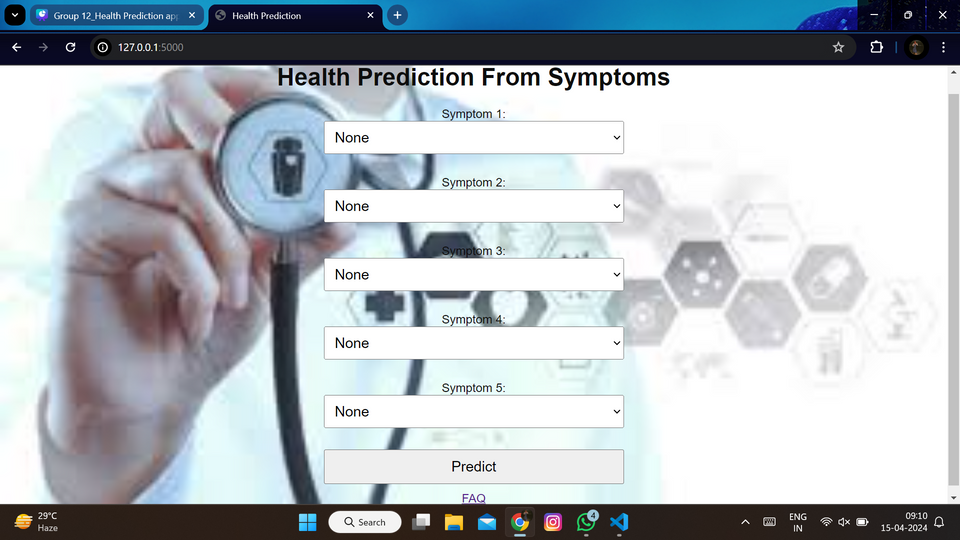 Group 12_Health Prediction app
Health Prediction
127.0.0.1:5000
Health Prediction From Symptoms
Symptom 1:
None
Symptom 2:
None
Symptom 3:
None
Symptom 4:
None
Symptom 5:
None
Predict
FAQ
29°C
Haze
Search
4
ENG
IN
09:10
15-04-2024